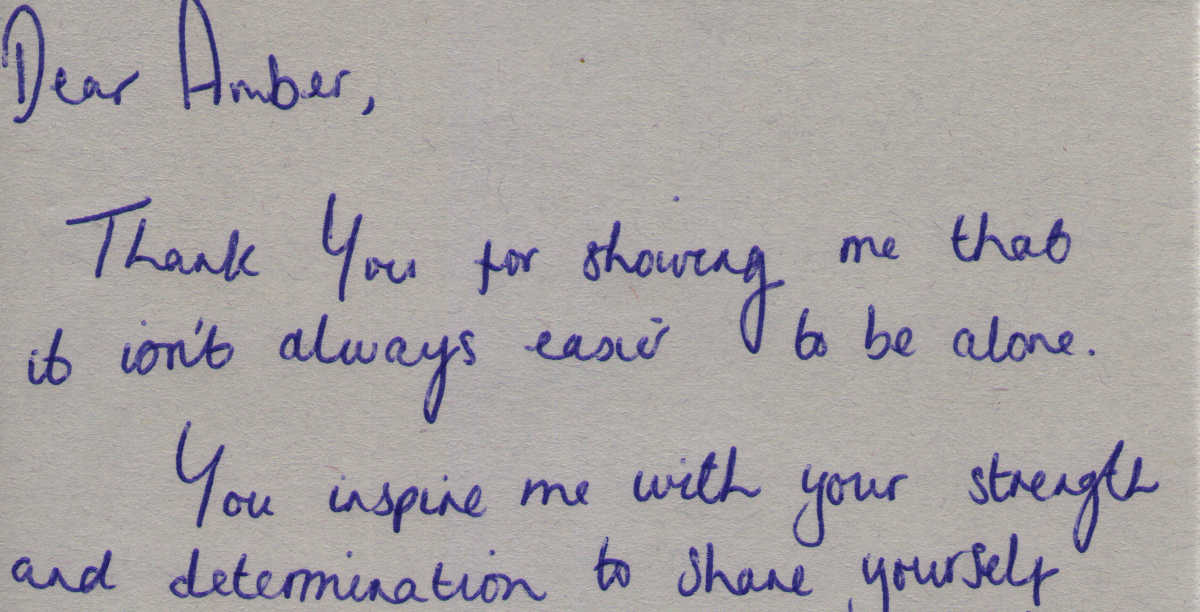 Dear Amber,
Thank You for showing me that
it isn't always easier to be alone.
You inspire me with your strength
and determination to share yourself